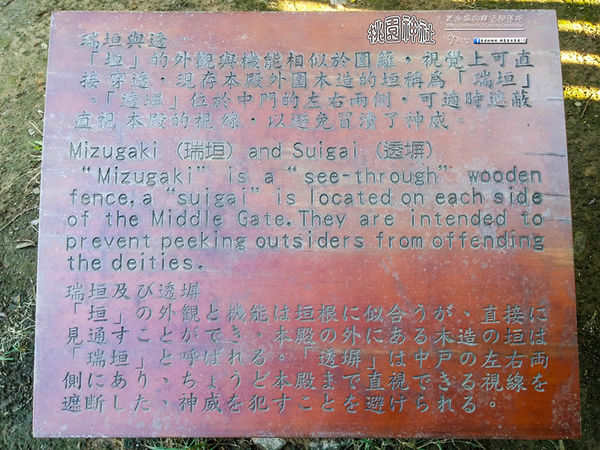 桃園神社
瑞垣與透
「垣」的外觀與機能相似於圍籬，視覺上可直
接穿透，現存本殿外圍木造的垣稱為「瑞垣」
。「透塀」位於中門的左右兩側，可適時遮蔽
直視本殿的視線，以避免冒瀆了神威。
Mizugaki (瑞垣) and Suigai (透塀)
“Mizugaki” is a “see-through” wooden
fence, a “suigai” is located on each side
of the Middle Gate. They are intended to
prevent peeking outsiders from offending
the deities.
瑞垣及び透塀
「垣」の外観と機能は垣根に似合うが、直接に
見通すことができ、本殿の外にある木造の垣は
「瑞垣」と呼ばれる。「透塀」は中戸の左右両
側にあり、ちょうど本殿まで直視できる視線を
遮断した、神威を犯すことを避けられる。